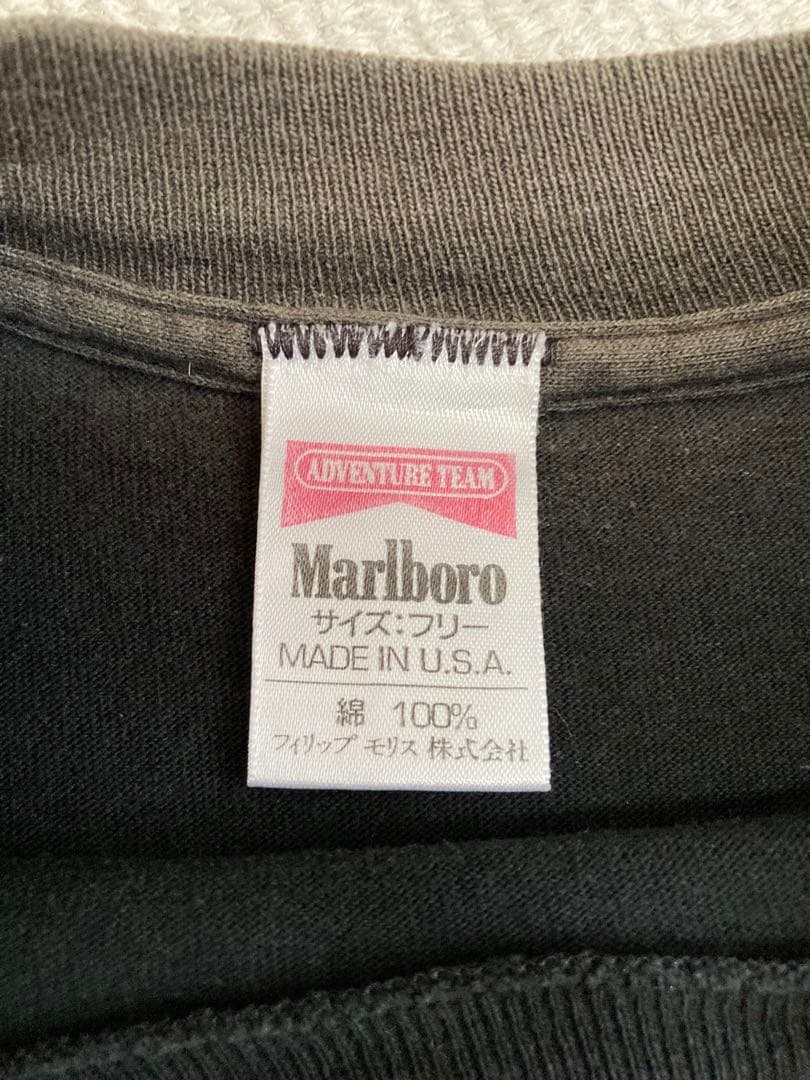 ADVENTURE TEAM
Marlboro
サイズ:フリー
MADE IN U.S.A.
綿 100%
フィリップ モリス 株式会社